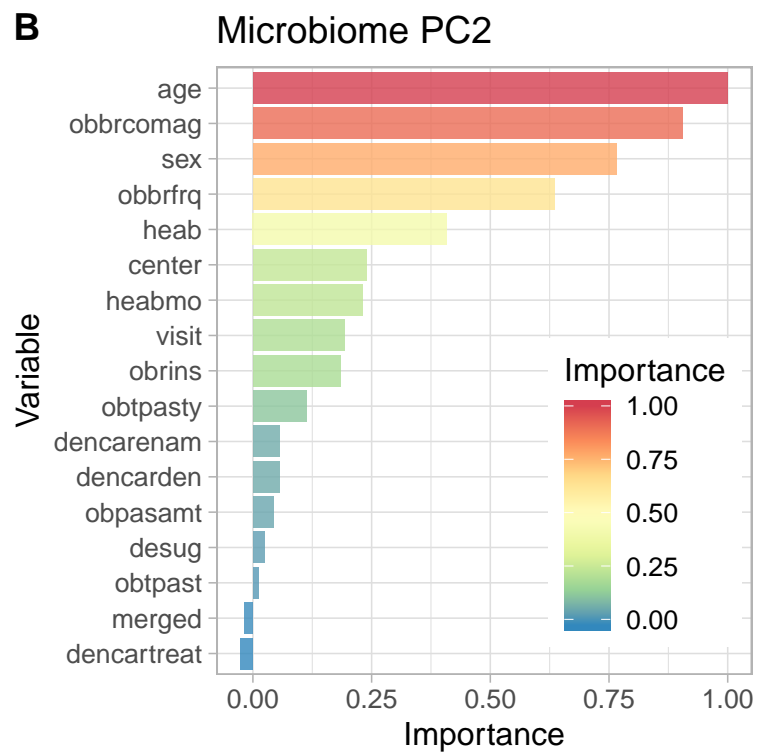 B
Microbiome PC2
Variable
age
obbrcomag
sex
obbrfrq
heab
center
heabmo
visit
obrins
obtpasty
dencarenam
dencarden
obpasamt
desug
obtpast
merged
dencartreat
Importance
1.00
0.75
0.50
0.25
0.00
0.00 0.25 0.50 0.75 1.00
Importance